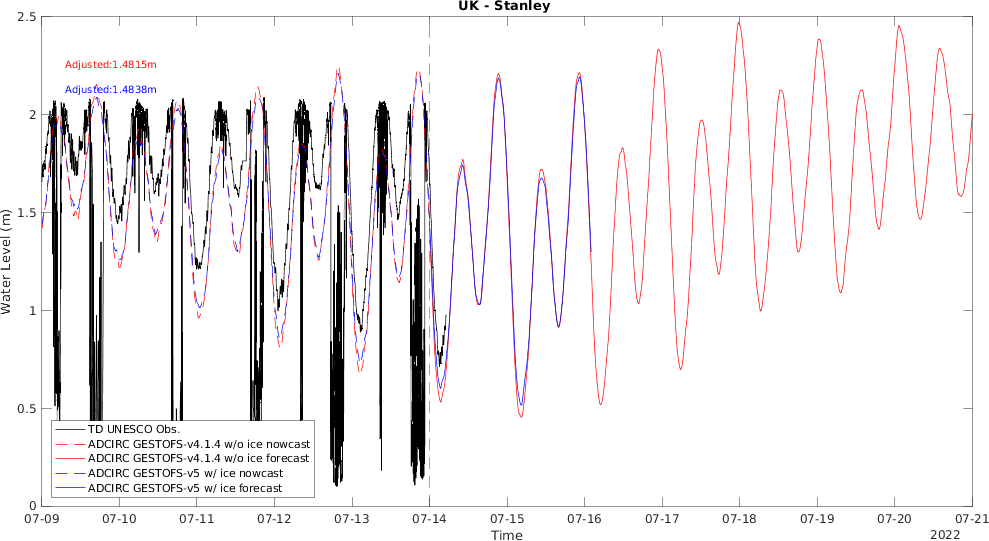 UK - Stanley
Adjusted:1.4815m
Adjusted:1.4838m
2.5
2
1.5
1
0.5
0
Water Level (m)
TD UNESCO Obs.
ADCIRC GESTOFS-v4.1.4 w/o ice nowcast
ADCIRC GESTOFS-v4.1.4 w/o ice forecast
ADCIRC GESTOFS-v5 w/ ice nowcast
ADCIRC GESTOFS-v5 w/ ice forecast
07-09 07-10 07-11 07-12 07-13 07-14 07-15 07-16 07-17 07-18 07-19 07-20 07-21
Time
2022